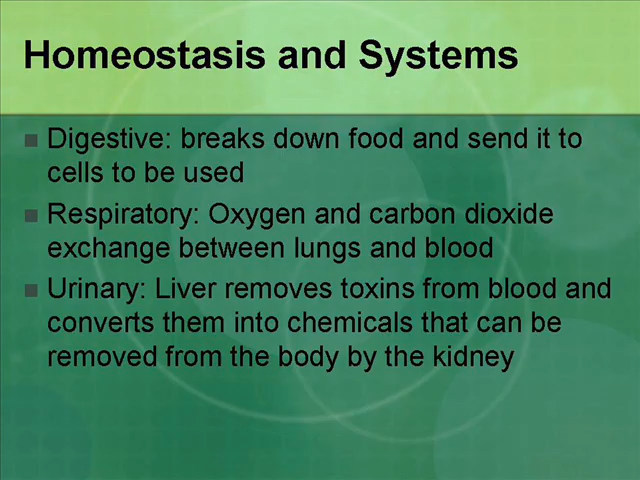 Homeostasis and Systems
Digestive: breaks down food and send it to
cells to be used
Respiratory: Oxygen and carbon dioxide
exchange between lungs and blood
Urinary: Liver removes toxins from blood and
converts them into chemicals that can be
removed from the body by the kidney